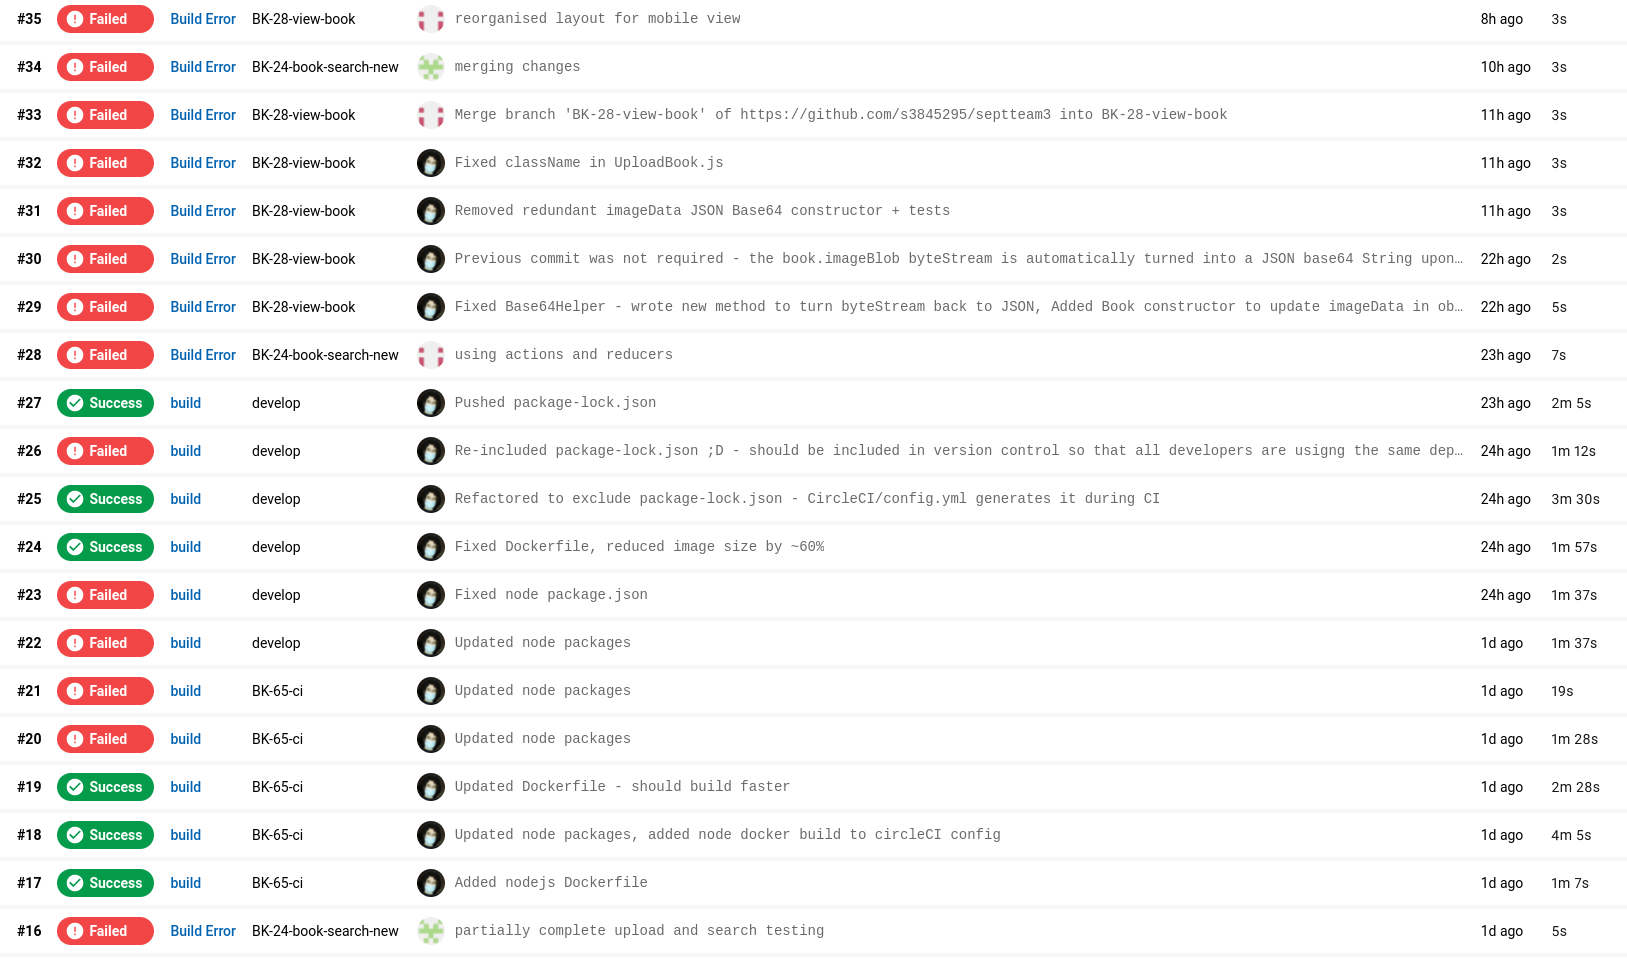 #35 Failed Build Error BK-28-view-book reorganised layout for mobile view 8h ago 3s
#34 Failed Build Error BK-24-book-search-new merging changes 10h ago 3s
#33 Failed Build Error BK-28-view-book Merge branch 'BK-28-view-book' of https://github.com/s3845295/septteam3 into BK-28-view-book 11h ago 3s
#32 Failed Build Error BK-28-view-book Fixed className in UploadBook.js 11h ago 3s
#31 Failed Build Error BK-28-view-book Removed redundant imageData JSON Base64 constructor + tests 11h ago 3s
#30 Failed Build Error BK-28-view-book Previous commit was not required - the book.imageBlob byteStream is automatically turned into a JSON base64 String upon… 22h ago 2s
#29 Failed Build Error BK-28-view-book Fixed Base64Helper - wrote new method to turn byteStream back to JSON, Added Book constructor to update imageData in ob… 22h ago 5s
#28 Failed Build Error BK-24-book-search-new using actions and reducers 23h ago 7s
#27 Success build develop Pushed package-lock.json 23h ago 2m 5s
#26 Failed build develop Re-included package-lock.json ;D - should be included in version control so that all developers are usigng the same dep… 24h ago 1m 12s
#25 Success build develop Refactored to exclude package-lock.json - CircleCI/config.yml generates it during CI 24h ago 3m 30s
#24 Success build develop Fixed Dockerfile, reduced image size by ~60% 24h ago 1m 57s
#23 Failed build develop Fixed node package.json 24h ago 1m 37s
#22 Failed build develop Updated node packages 1d ago 1m 37s
#21 Failed build BK-65-ci Updated node packages 1d ago 19s
#20 Failed build BK-65-ci Updated node packages 1d ago 1m 28s
#19 Success build BK-65-ci Updated Dockerfile - should build faster 1d ago 2m 28s
#18 Success build BK-65-ci Updated node packages, added node docker build to circleCI config 1d ago 4m 5s
#17 Success build BK-65-ci Added nodejs Dockerfile 1d ago 1m 7s
#16 Failed Build Error BK-24-book-search-new partially complete upload and search testing 1d ago 5s